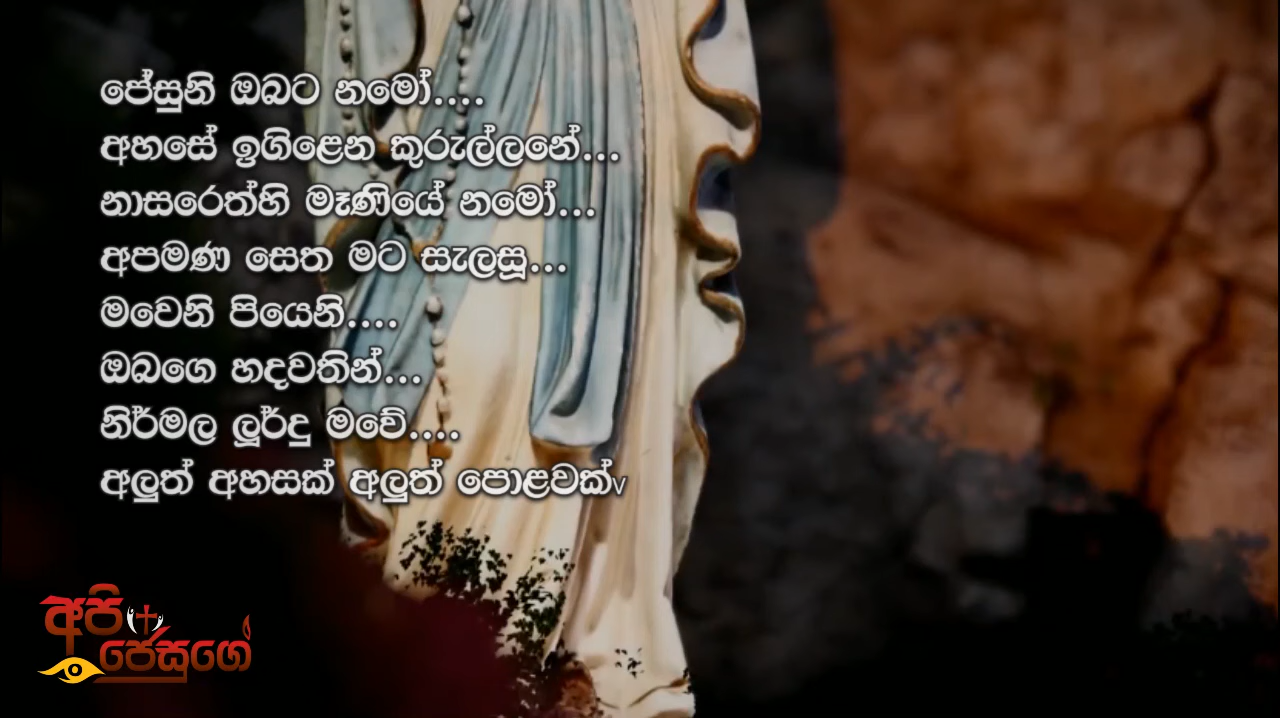 ජේසුනි ඔබට නමෝ....
අහසේ ඉගිළෙන කුරුල්ලනේ...
නාසරෙත්හි මෑණියේ නමෝ...
අපමණ සෙත මට සැලසූ...
මවෙනි පියෙනි....
ඔබගෙ හදවතින්...
නිර්මල ලූර්දු මවේ....
අලුත් අහසක් අලුත් පොළවක්v
අපි
ජේසුගේ